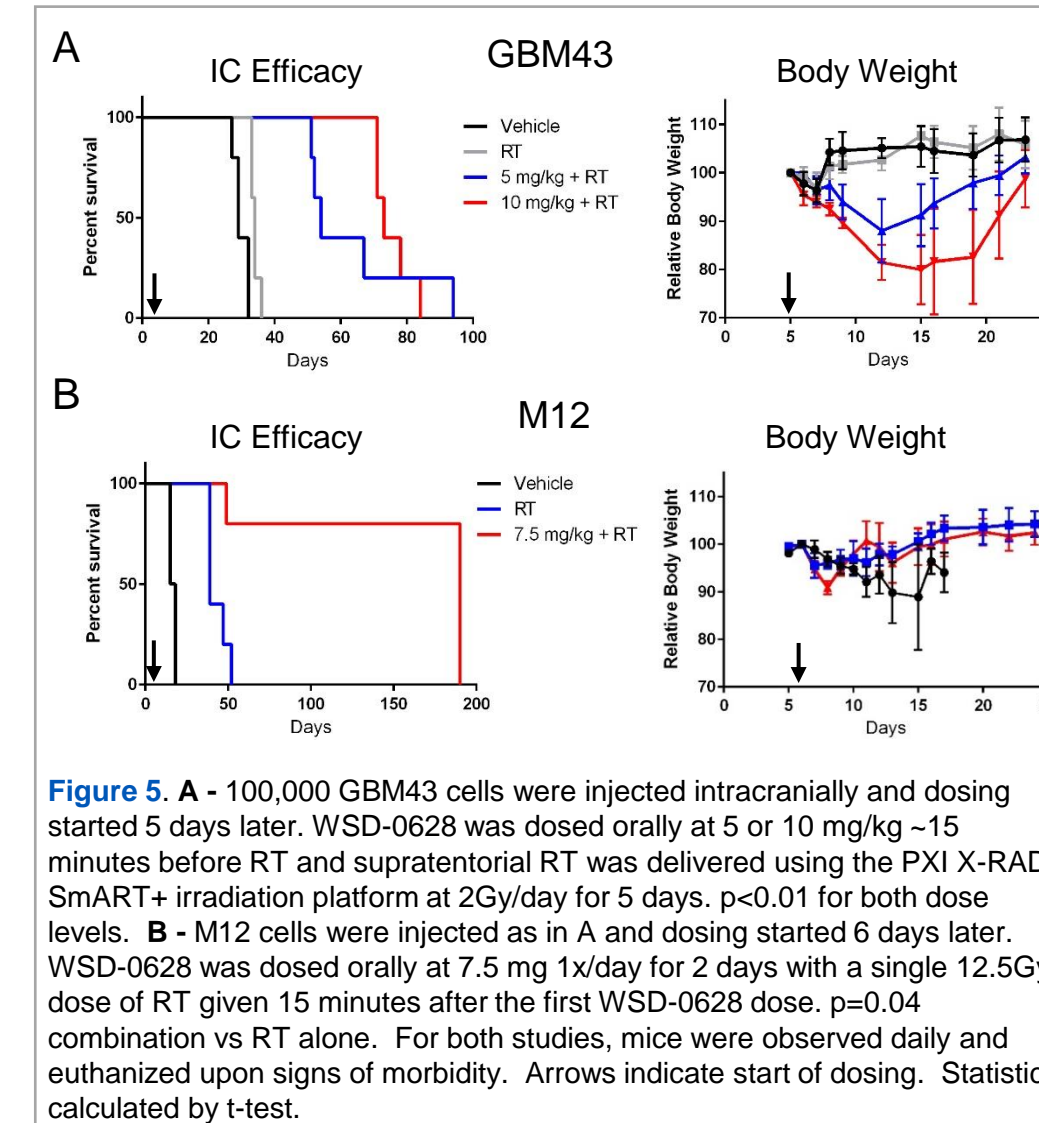 A
GBM43
IC Efficacy
Body Weight
Percent survival
100
50
0
0 20 40 60 80 100
Days
Vehicle
RT
5 mg/kg + RT
10 mg/kg + RT
Relative Body Weight
110
100
90
80
70
0 5 10 15 20
Days
B
M12
IC Efficacy
Body Weight
Percent survival
100
50
0
0 50 100 150 200
Days
Vehicle
RT
7.5 mg/kg + RT
Relative Body Weight
110
100
90
80
70
0 5 10 15 20
Days
Figure 5. A - 100,000 GBM43 cells were injected intracranially and dosing
started 5 days later. WSD-0628 was dosed orally at 5 or 10 mg/kg ~15
minutes before RT and supratentorial RT was delivered using the PXI X-RAD
SmART+ irradiation platform at 2Gy/day for 5 days. p<0.01 for both dose
levels. B - M12 cells were injected as in A and dosing started 6 days later.
WSD-0628 was dosed orally at 7.5 mg 1x/day for 2 days with a single 12.5Gy
dose of RT given 15 minutes after the first WSD-0628 dose. p=0.04
combination vs RT alone. For both studies, mice were observed daily and
euthanized upon signs of morbidity. Arrows indicate start of dosing. Statistic
calculated by t-test.